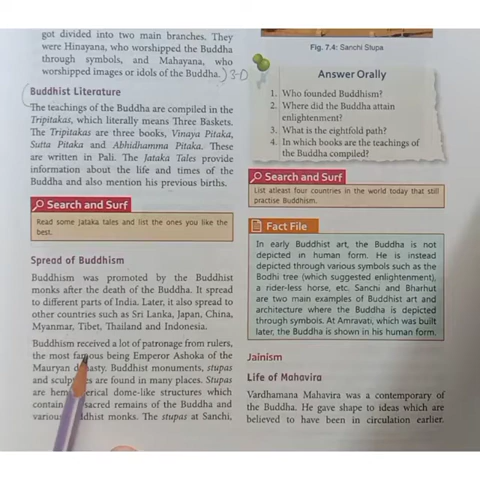 got divided into two main branches. They
were Hinayana, who worshipped the Buddha
through symbols, and Mahayana, who
worshipped images or idols of the Buddha.) 3-D
Buddhist Literature
The teachings of the Buddha are compiled in the
Tripitakas, which literally means Three Baskets.
The Tripitakas are three books, Vinaya Pitaka,
Sutta Pitaka and Abhidhamma Pitaka. These
are written in Pali. The Jataka Tales provide
information about the life and times of the
Buddha and also mention his previous births.
Search and Surf
Read some Jataka tales and list the ones you like the
best.
Spread of Buddhism
Buddhism was promoted by the Buddhist
monks after the death of the Buddha. It spread
to different parts of India. Later, it also spread to
other countries such as Sri Lanka, Japan, China,
Myanmar, Tibet, Thailand and Indonesia.
Buddhism received a lot of patronage from rulers,
the most famous being Emperor Ashoka of the
Mauryan dynasty. Buddhist monuments, stupas
and sculptures are found in many places. Stupas
are dome-like structures which
contain sacred remains of the Buddha and
various monks. The stupas at Sanchi,
Fig. 7.4: Sanchi Stupa
Answer Orally
1. Who founded Buddhism?
2. Where did the Buddha attain
enlightenment?
3. What is the eightfold path?
4. In which books are the teachings of
the Buddha compiled?
Search and Surf
List atleast four countries in the world today that still
practise Buddhism.
Fact File
In early Buddhist art, the Buddha is not
depicted in human form. He is instead
depicted through various symbols such as the
Bodhi tree (which suggested enlightenment),
a rider-less horse, etc. Sanchi and Bharhut
are two main examples of Buddhist art and
architecture where the Buddha is depicted
through symbols. At Amravati, which was built
later, the Buddha is shown in his human form.
Jainism
Life of Mahavira
Vardhamana Mahavira was a contemporary of
the Buddha. He gave shape to ideas which are
believed to have been in circulation earlier.